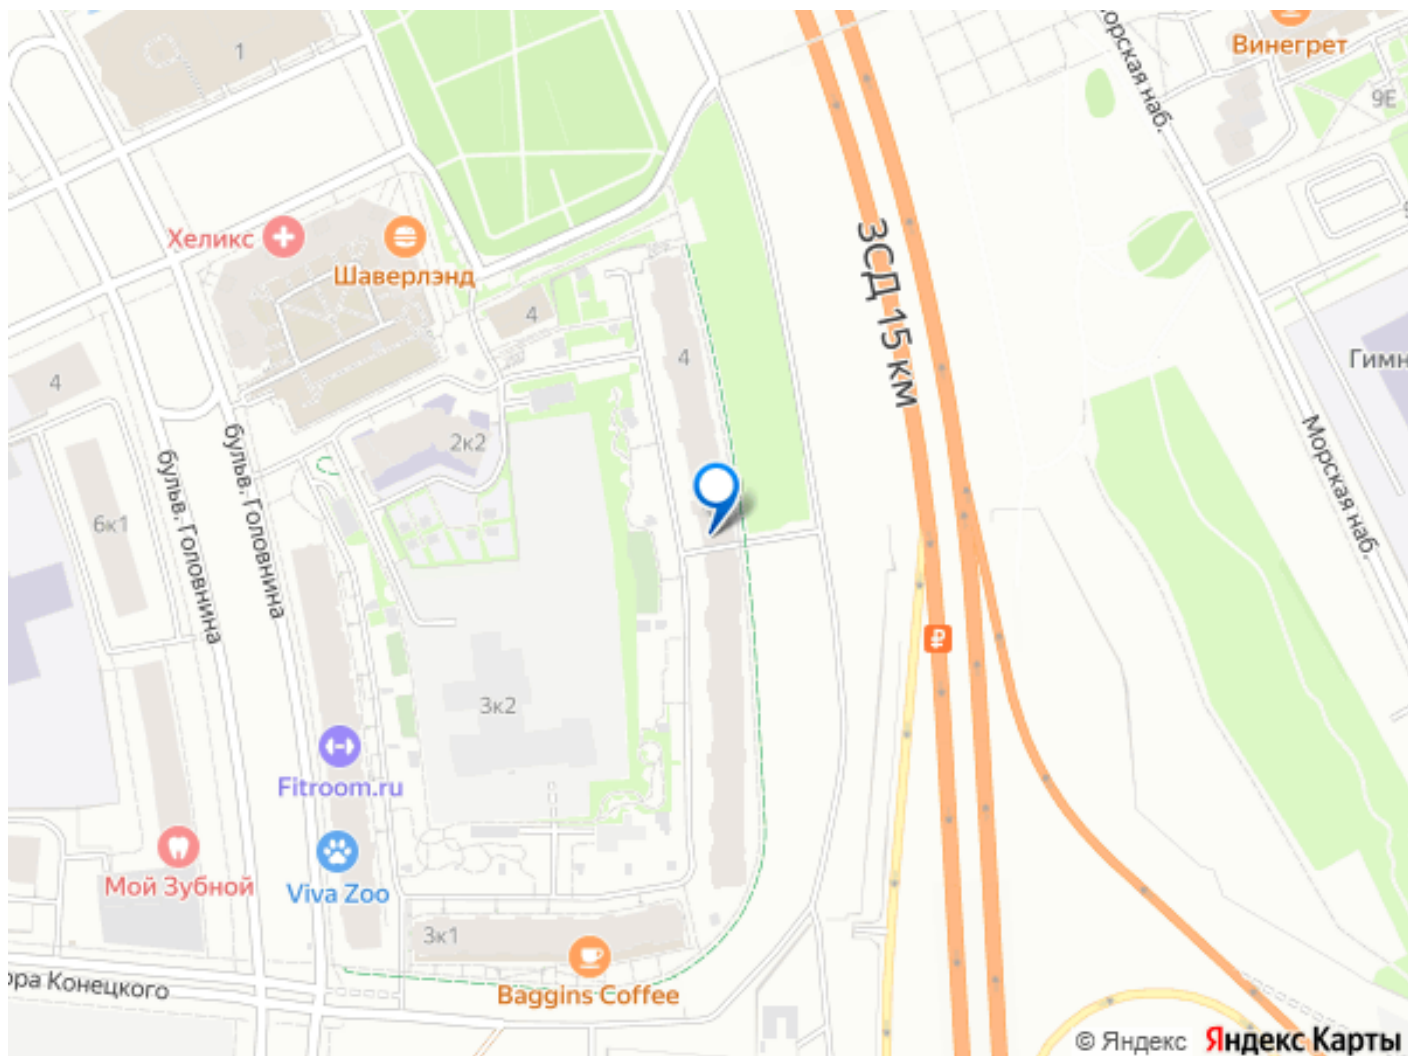 1
Винегрет
орская наб.
9Е
Хеликс
Шаверлэнд
ЗСД 15 км
4
4
4
Гимн
бульв. Головнина
бульв. Головнина
2к2
6к1
Морская наб.
3к2
Fitroom.ru
Мой Зубной
Viva Zoo
3к1
ора Конецкого
Baggins Coffee
© Яндекс Яндекс Карты